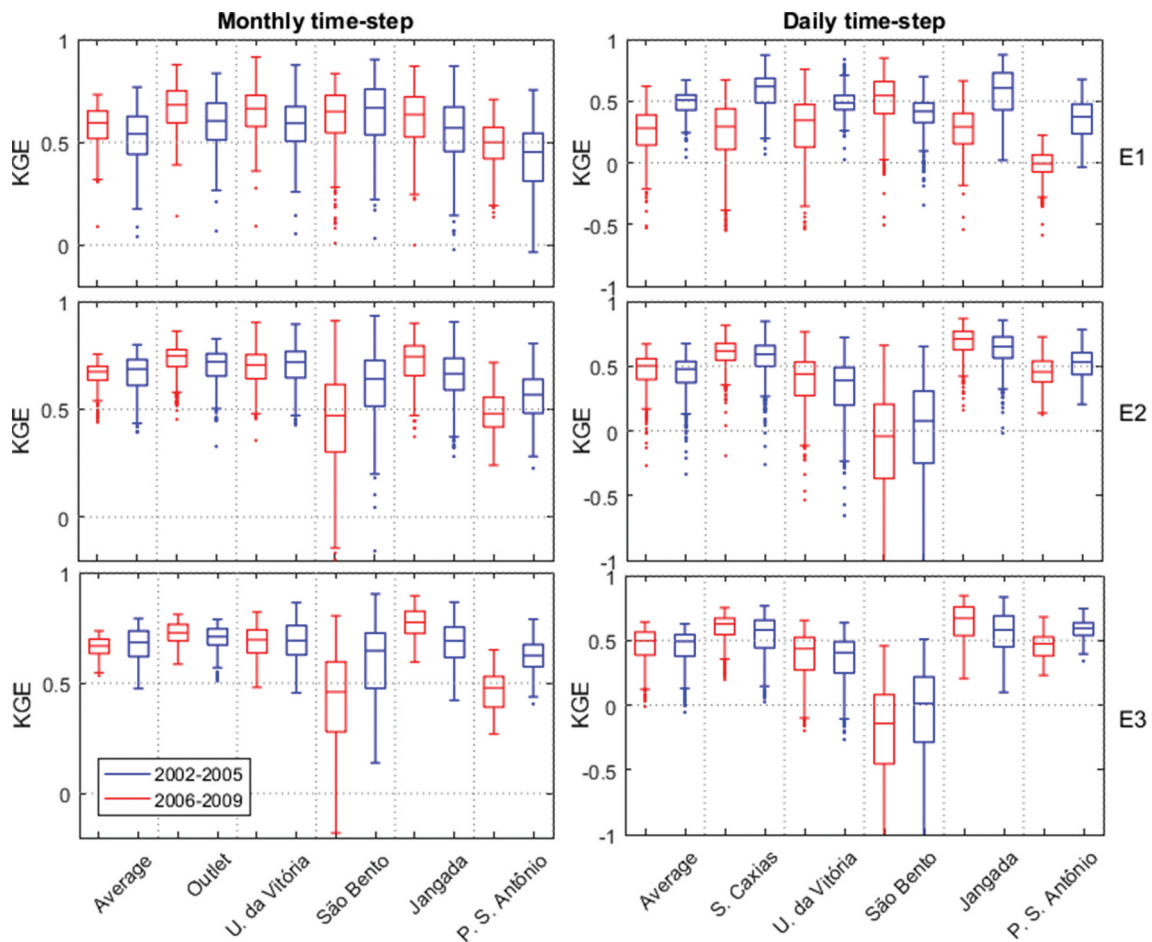 Monthly time-step
Daily time-step
1
0.5
0
KGE
1
0.5
0
-0.5
-1
KGE
E1
1
0.5
0
KGE
1
0.5
0
-0.5
-1
KGE
E2
1
0.5
0
KGE
2002-2005
2006-2009
1
0.5
0
-0.5
-1
KGE
E3
Average
Outlet
U. da Vitória
São Bento
Jangada
P. S. Antônio
Average
S. Caxias
U. da Vitória
São Bento
Jangada
P. S. Antônio